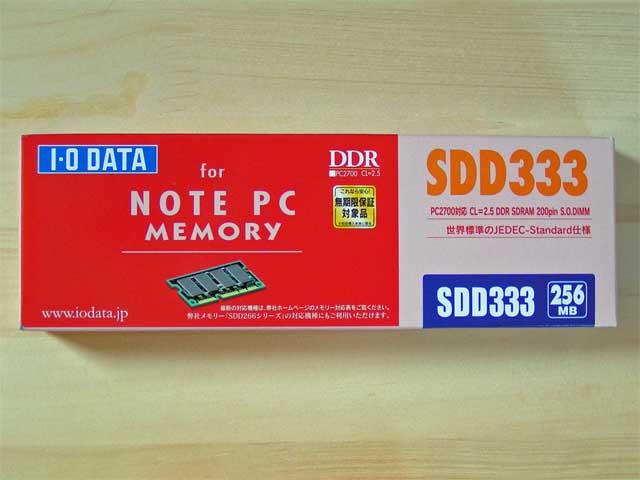 I·O DATA
for
NOTE PC
MEMORY
DDR
■PC2700 CL=2.5
これなら安心!
無期限保証
対象品
www.iodata.jp
最新の対応機種は、弊社ホームページのメモリー対応表をご覧ください。
弊社メモリー「SDD266シリーズ」の対応機種にもご利用いただけます。
SDD333
PC2700対応 CL=2.5 DDR SDRAM 200pin S.O.DIMM
世界標準のJEDEC-Standard仕様
SDD333
256
MB